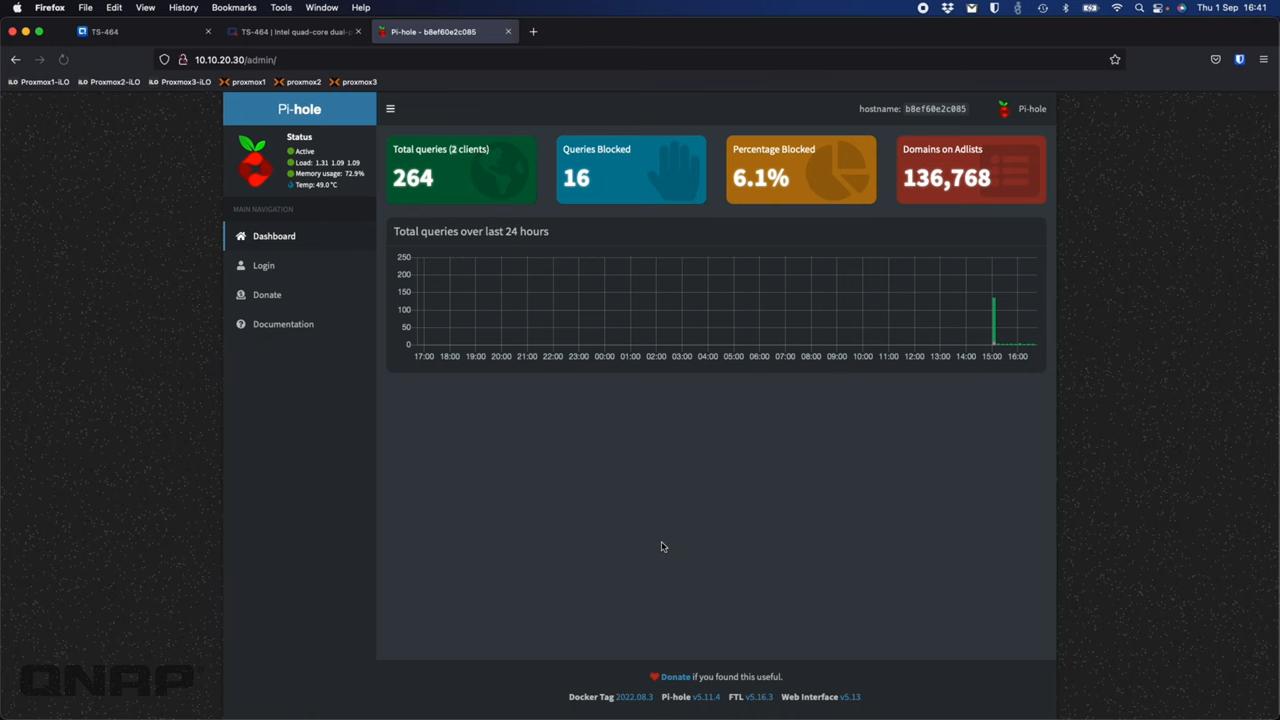 Firefox File Edit View History Bookmarks Tools Window Help Thu 1 Sep 16:41
TS-464 TS-464 | Intel quad-core dual-p Pi-hole - b8ef60e2c085
10.10.20.30/admin/
iLO Proxmox1-iLO iLO Proxmox2-iLO iLO Proxmox3-iLO proxmox1 proxmox2 proxmox3
Pi-hole
hostname: b8ef60e2c085 Pi-hole
Status
Active
Load: 1.31 1.09 1.09
Memory usage: 72.9%
Temp: 49.0 °C
Total queries (2 clients)
264
Queries Blocked
16
Percentage Blocked
6.1%
Domains on Adlists
136,768
MAIN NAVIGATION
Dashboard
Login
Donate
Documentation
Total queries over last 24 hours
250
200
150
100
50
0
17:00 18:00 19:00 20:00 21:00 22:00 23:00 00:00 01:00 02:00 03:00 04:00 05:00 06:00 07:00 08:00 09:00 10:00 11:00 12:00 13:00 14:00 15:00 16:00
Donate if you found this useful.
Docker Tag 2022.08.3 Pi-hole v5.11.4 FTL v5.16.3 Web Interface v5.13
QNAP